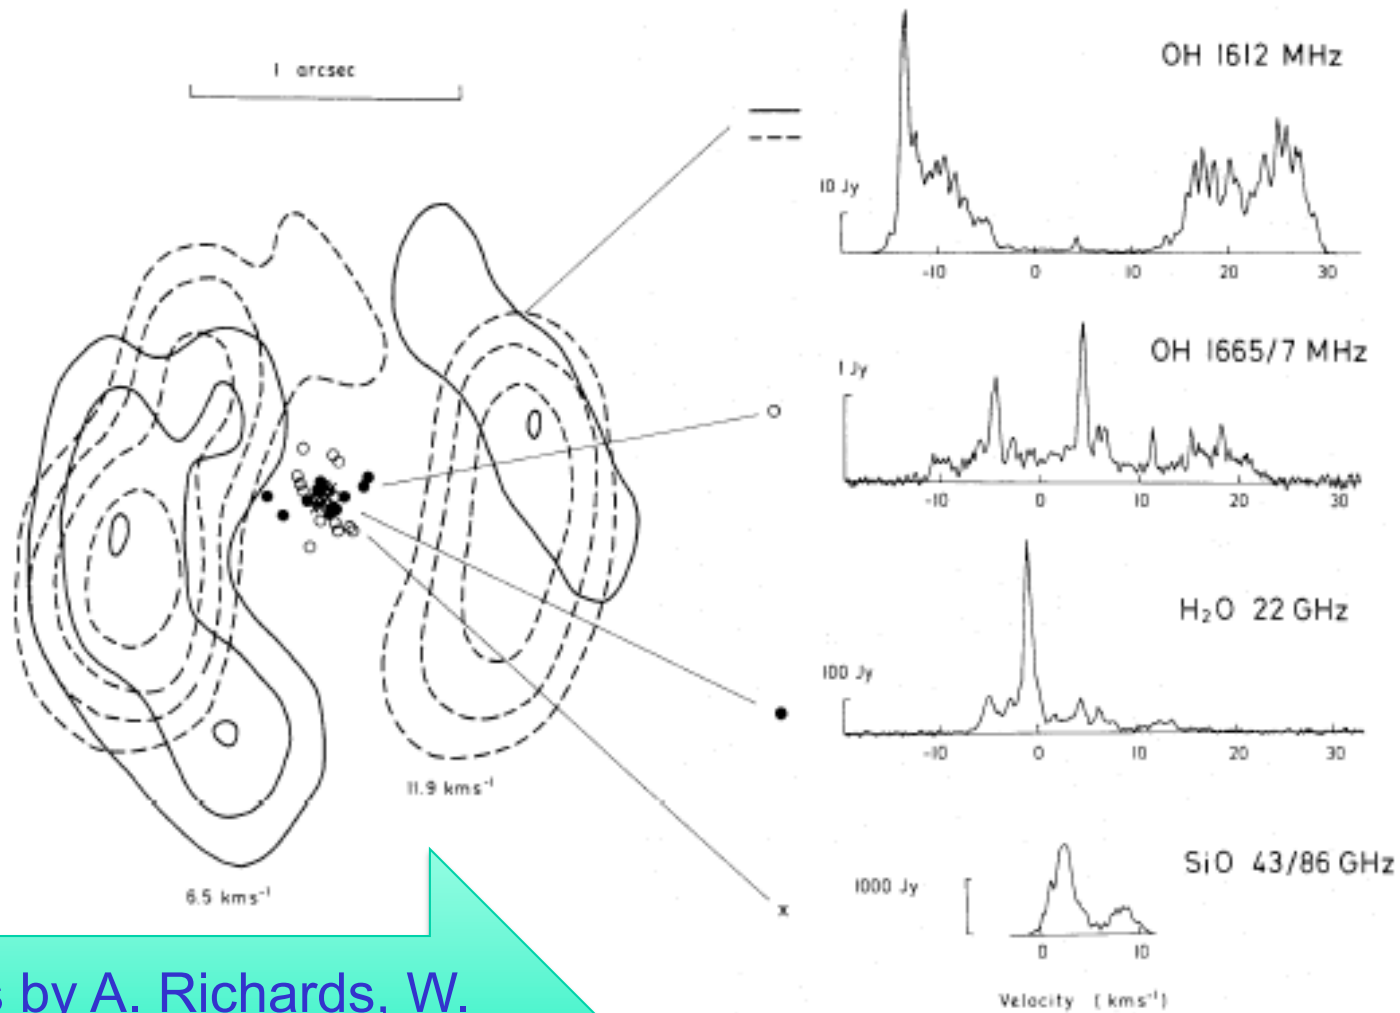 1 arcsec
OH 1612 MHz
10 Jy
-10 0 10 20 30
OH 1665/7 MHz
1 Jy
-10 0 10 20 30
H₂O 22 GHz
100 Jy
-10 0 10 20 30
11.9 kms⁻¹
6.5 kms⁻¹
SiO 43/86 GHz
1000 Jy
x
0 10
Velocity (kms⁻¹)
by A. Richards, W.